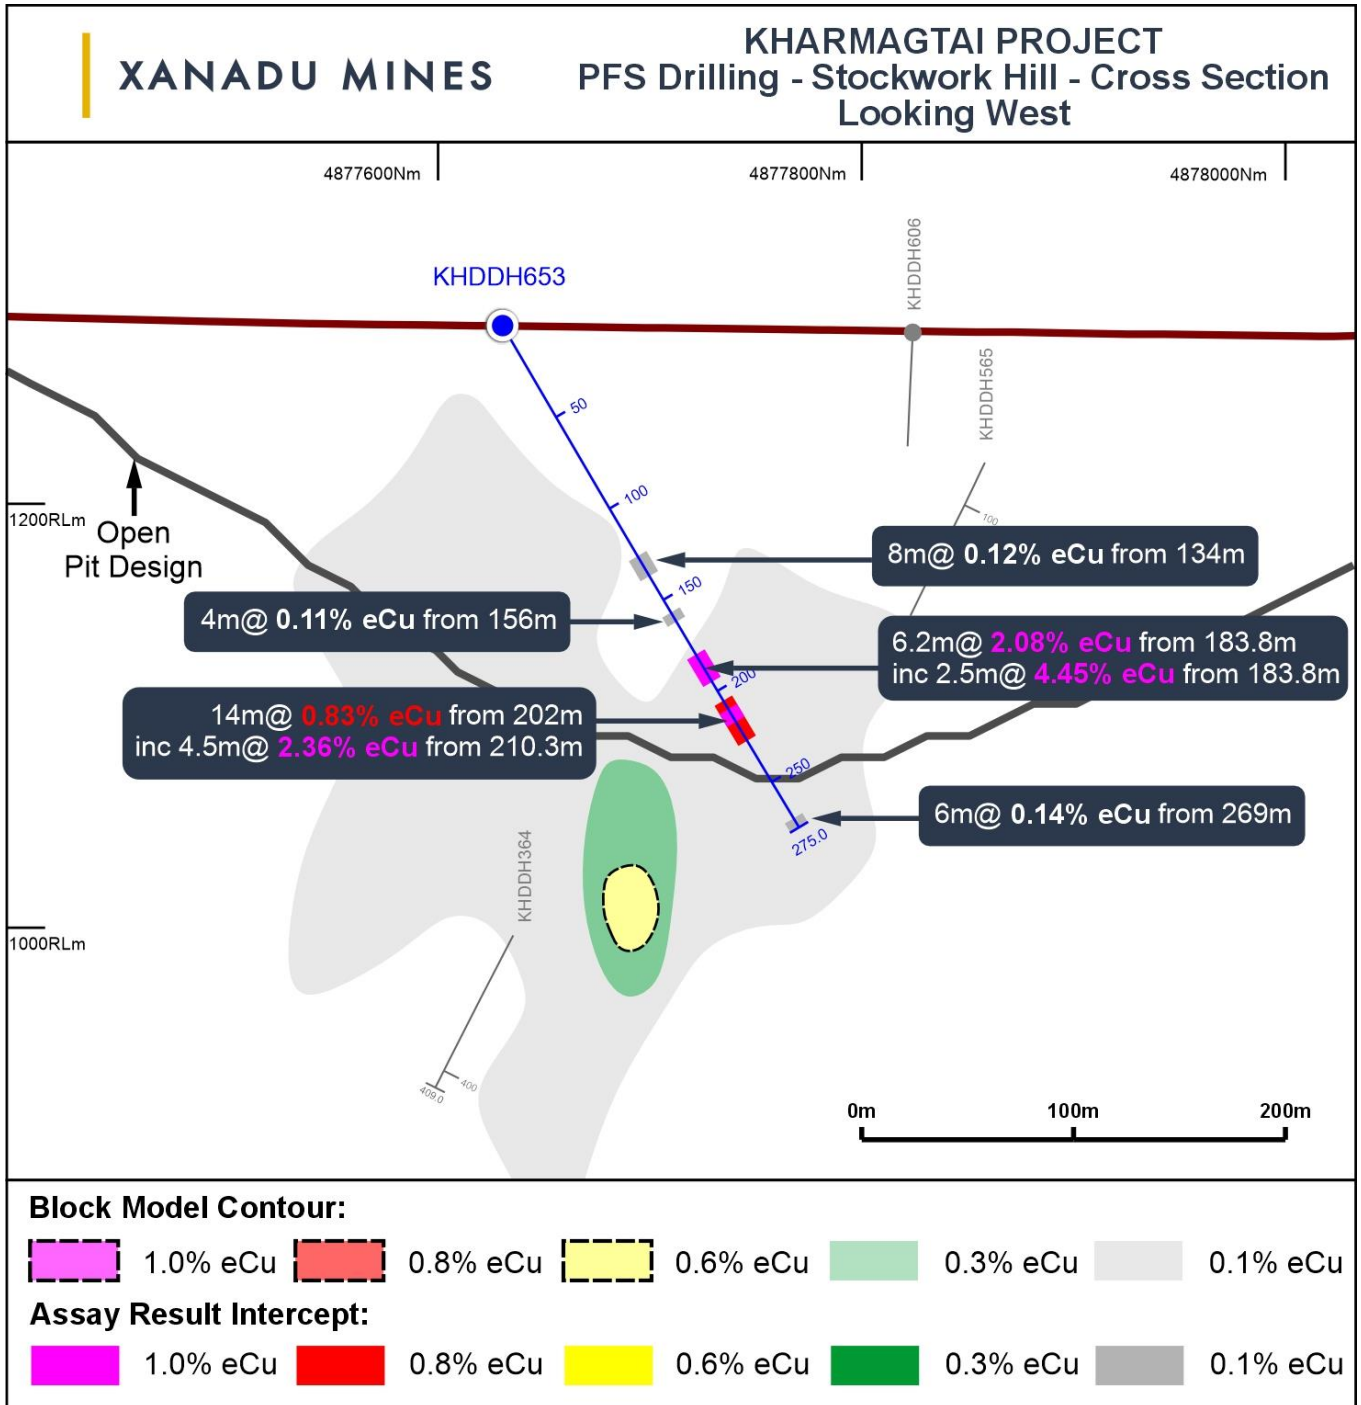 XANADU MINES
KHARMAGTAI PROJECT
PFS Drilling - Stockwork Hill - Cross Section
Looking West
4877600Nm
4877800Nm
4878000Nm
KHDDH653
KHDDH606
KHDDH565
50
100
150
200
250
275.0
100
1200RLm
Open
Pit Design
8m@ 0.12% eCu from 134m
4m@ 0.11% eCu from 156m
6.2m@ 2.08% eCu from 183.8m
inc 2.5m@ 4.45% eCu from 183.8m
14m@ 0.83% eCu from 202m
inc 4.5m@ 2.36% eCu from 210.3m
6m@ 0.14% eCu from 269m
KHDDH364
400
409.0
1000RLm
0m
100m
200m
Block Model Contour:
1.0% eCu
0.8% eCu
0.6% eCu
0.3% eCu
0.1% eCu
Assay Result Intercept:
1.0% eCu
0.8% eCu
0.6% eCu
0.3% eCu
0.1% eCu